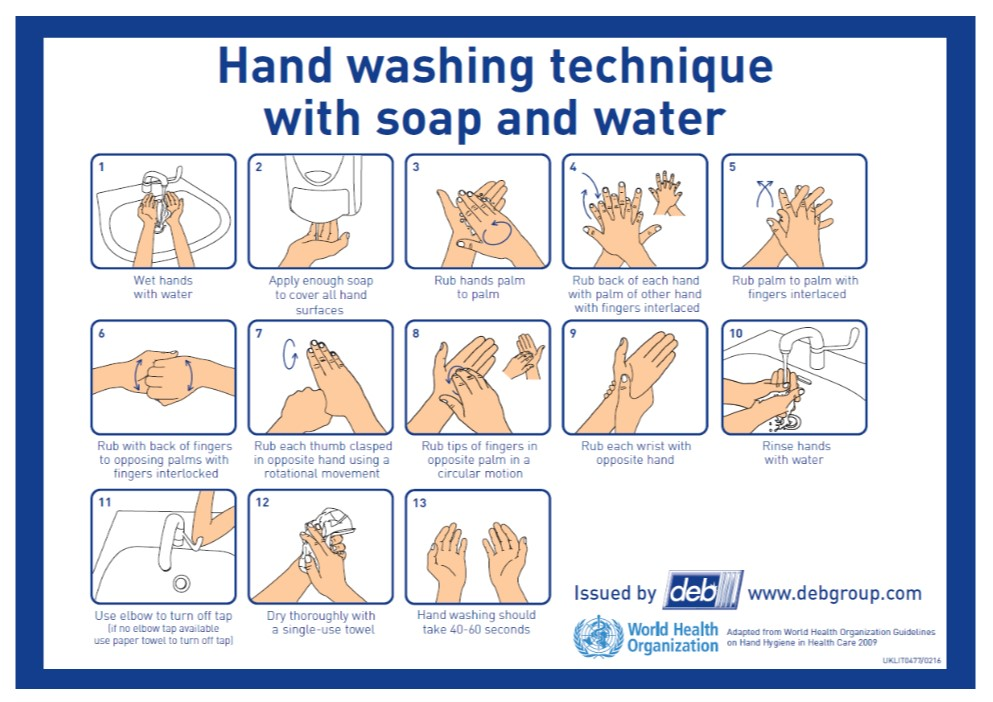 Hand washing technique
with soap and water
1
Wet hands
with water
2
Apply enough soap
to cover all hand
surfaces
3
Rub hands palm
to palm
4
Rub back of each hand
with palm of other hand
with fingers interlaced
5
Rub palm to palm with
fingers interlaced
6
Rub with back of fingers
to opposing palms with
fingers interlocked
7
Rub each thumb clasped
in opposite hand using a
rotational movement
8
Rub tips of fingers in
opposite palm in a
circular motion
9
Rub each wrist with
opposite hand
10
Rinse hands
with water
11
Use elbow to turn off tap
(if no elbow tap available
use paper towel to turn off tap)
12
Dry thoroughly with
a single-use towel
13
Hand washing should
take 40-60 seconds
Issued by deb www.debgroup.com
World Health
Organization
Adapted from World Health Organization Guidelines
on Hand Hygiene in Health Care 2009
UKLIT0477/0216